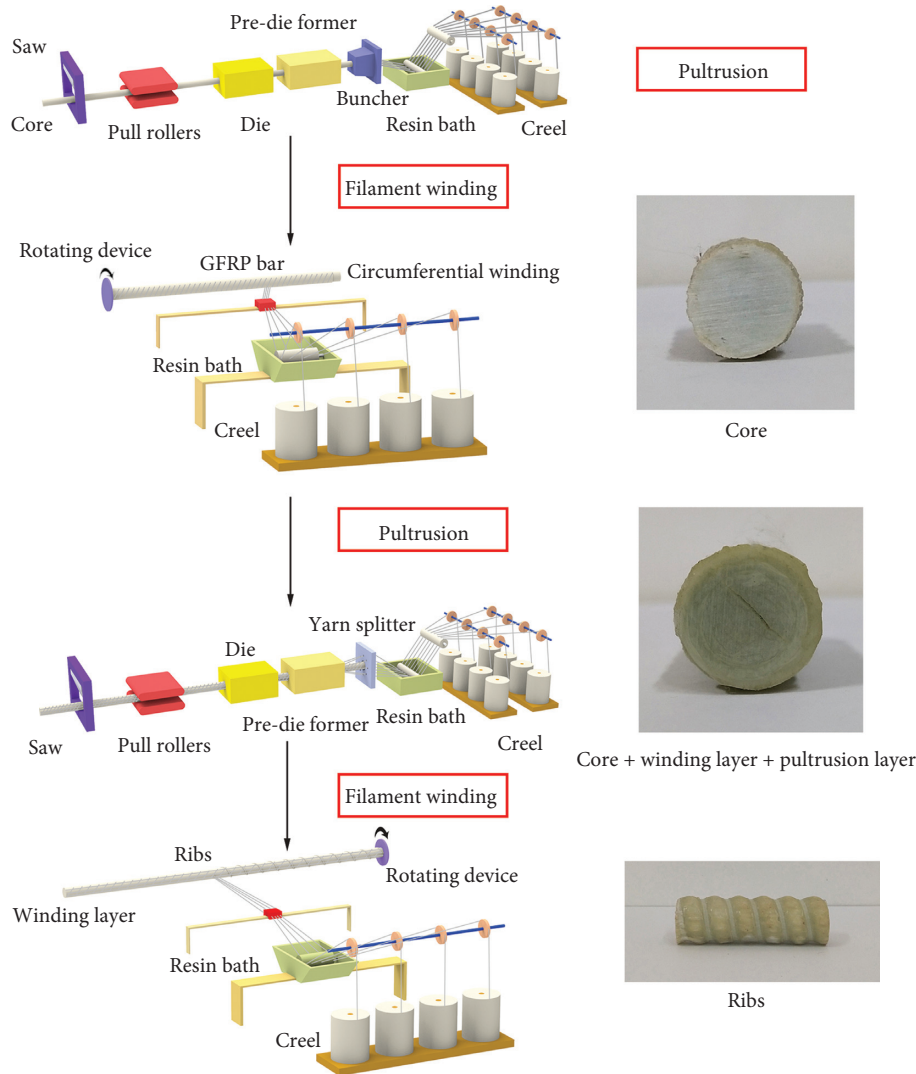 Pre-die former
Saw
Pultrusion
Buncher
Core
Pull rollers
Die
Resin bath
Creel
Filament winding
Rotating device
GFRP bar
Circumferential winding
Resin bath
Creel
Core
Pultrusion
Yarn splitter
Die
Saw
Pull rollers
Pre-die former
Resin bath
Creel
Core + winding layer + pultrusion layer
Filament winding
Ribs
Rotating device
Winding layer
Resin bath
Ribs
Creel